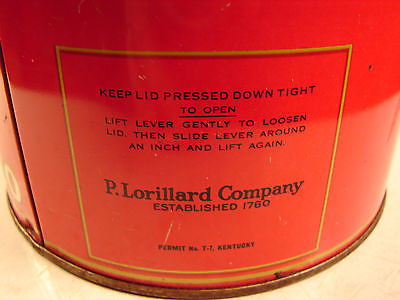 KEEP LID PRESSED DOWN TIGHT
TO OPEN
LIFT LEVER GENTLY TO LOOSEN
LID. THEN SLIDE LEVER AROUND
AN INCH AND LIFT AGAIN.
P. Lorillard Company
ESTABLISHED 1760
PERMIT No. T-7, KENTUCKY